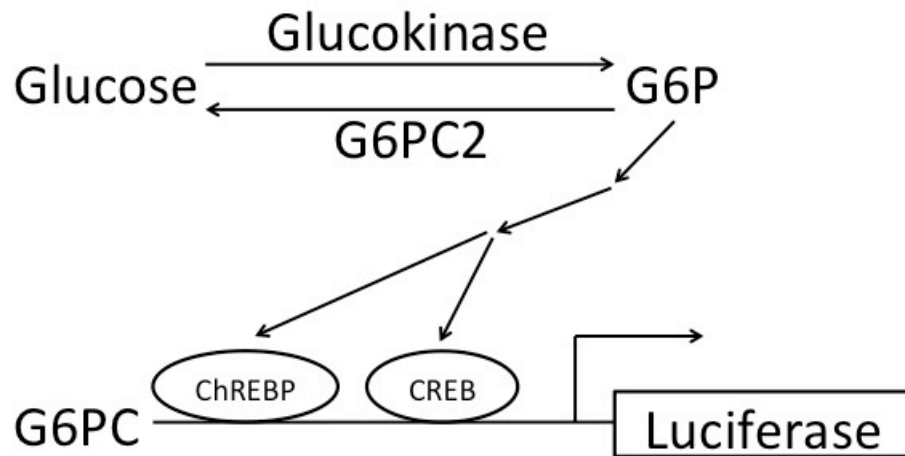 Glucokinase
Glucose
G6P
G6PC2
ChREBP
CREB
G6PC
Luciferase